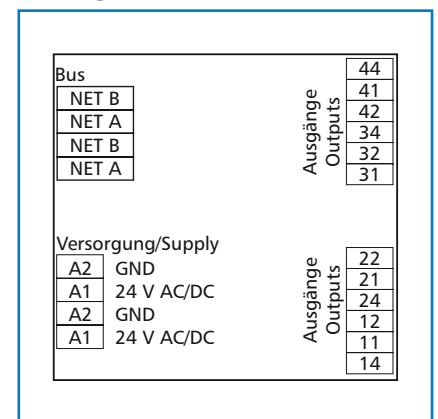 Bus
NET B
NET A
NET B
NET A
Ausgänge
Outputs
44
41
42
34
32
31
Versorgung/Supply
A2 GND
A1 24 V AC/DC
A2 GND
A1 24 V AC/DC
Ausgänge
Outputs
22
21
24
12
11
14